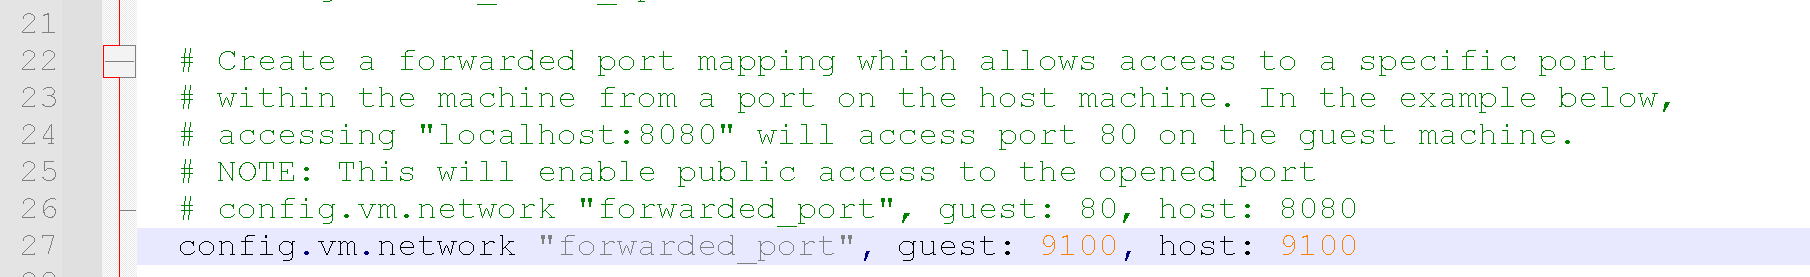 21
22 # Create a forwarded port mapping which allows access to a specific port
23 # within the machine from a port on the host machine. In the example below,
24 # accessing "localhost:8080" will access port 80 on the guest machine.
25 # NOTE: This will enable public access to the opened port
26 # config.vm.network "forwarded_port", guest: 80, host: 8080
27 config.vm.network "forwarded_port", guest: 9100, host: 9100